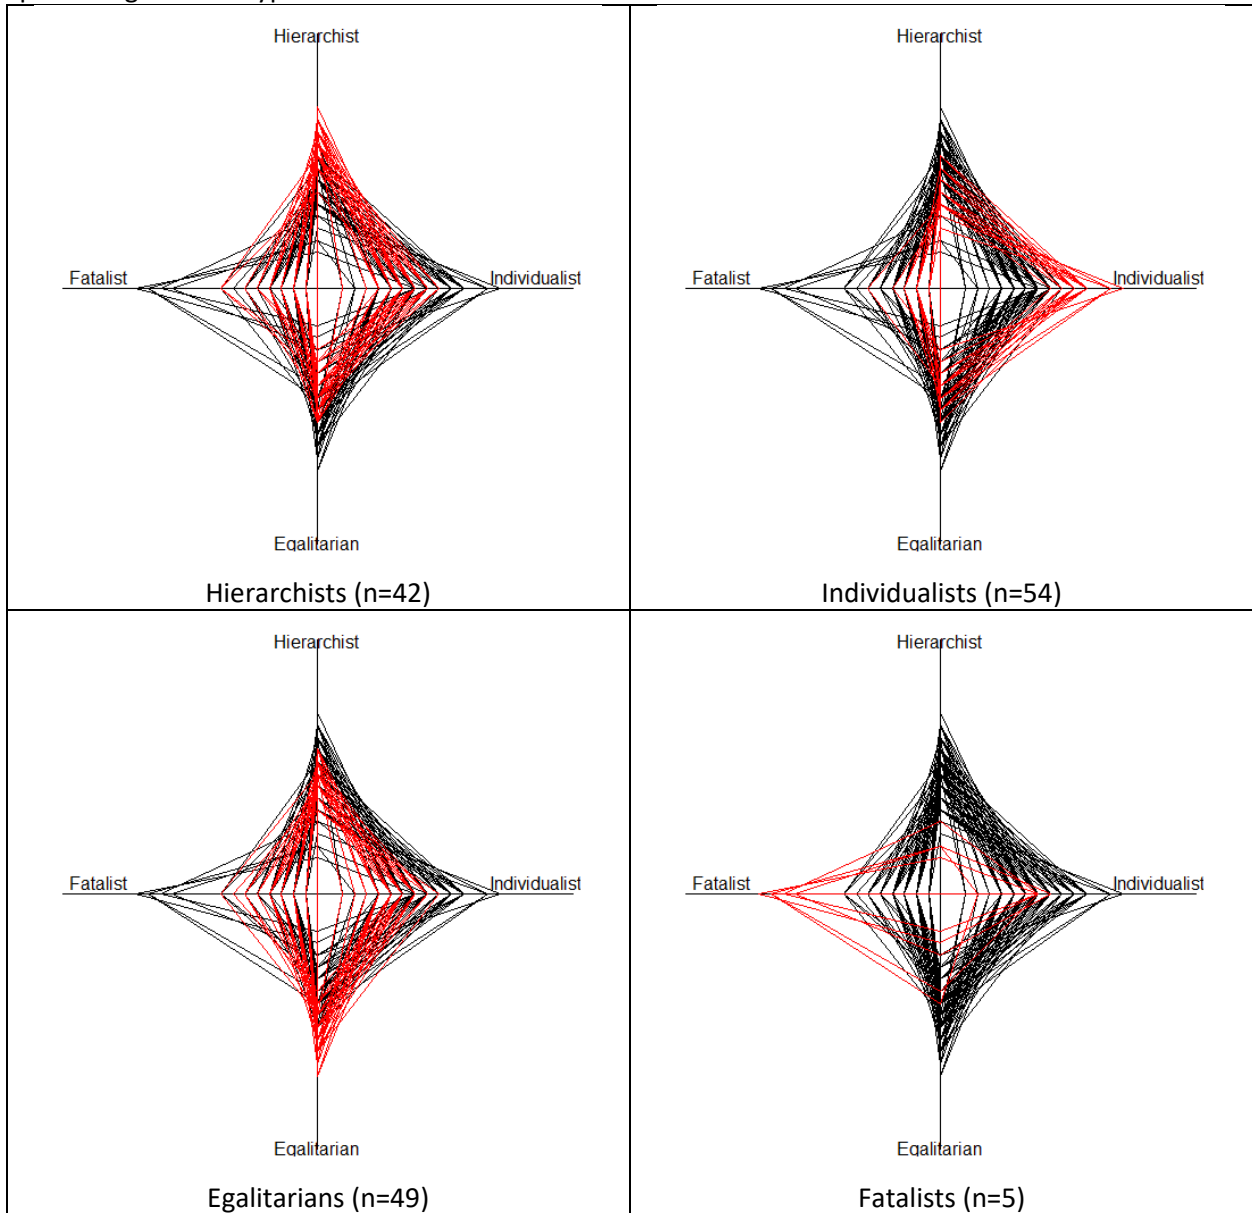 Hierarchist
Fatalist
Individualist
Egalitarian
Hierarchists (n=42)
Hierarchist
Fatalist
Individualist
Egalitarian
Individualists (n=54)
Hierarchist
Fatalist
Individualist
Egalitarian
Egalitarians (n=49)
Hierarchist
Fatalist
Individualist
Egalitarian
Fatalists (n=5)